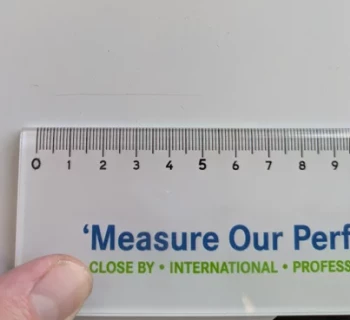 0 1 2 3 4 5 6 7 8 9
'Measure Our Perf
CLOSE BY • INTERNATIONAL • PROFESS